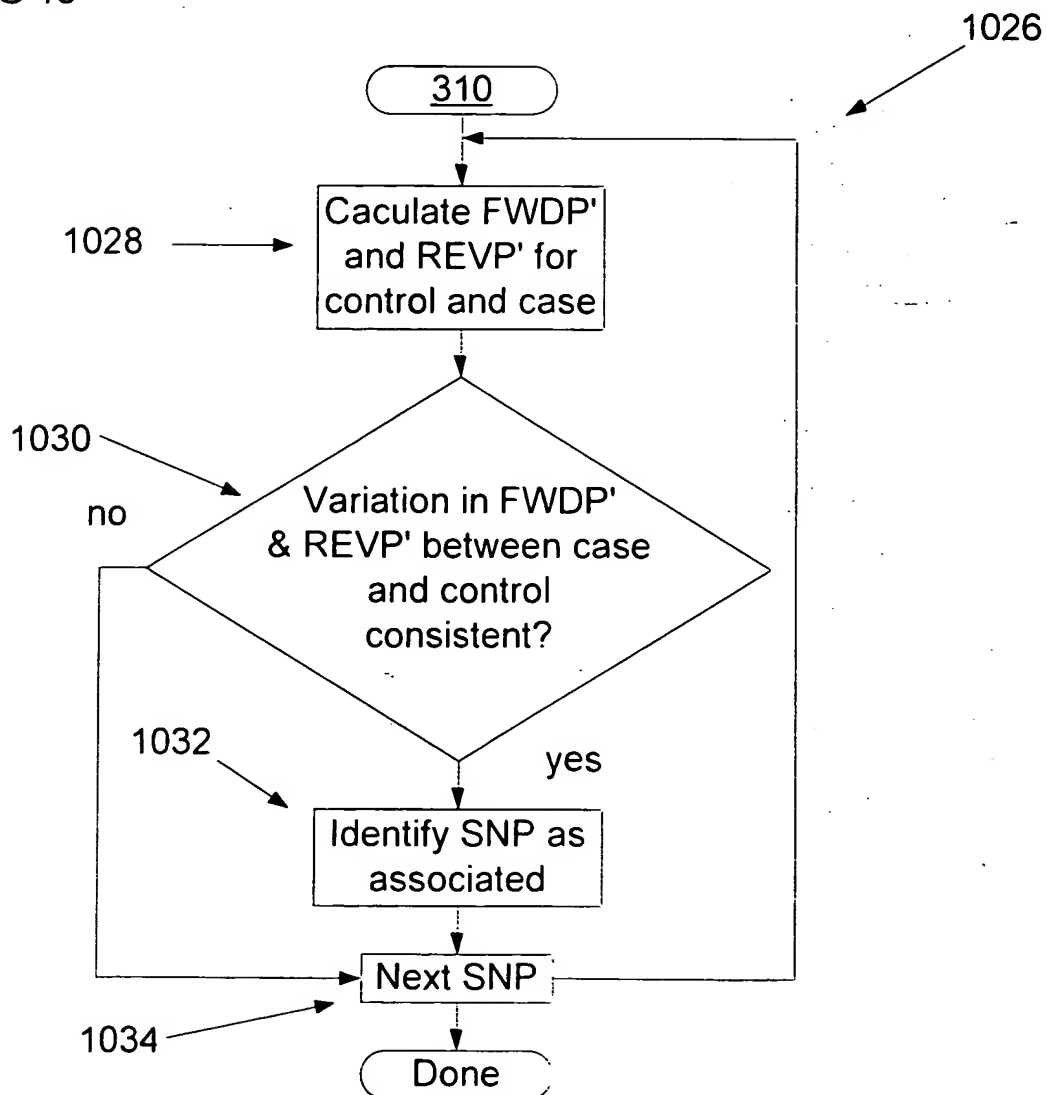 1026
310
Caculate FWDP'
and REVP' for
control and case
1028
1030
no
Variation in FWDP'
& REVP' between case
and control
consistent?
1032
yes
Identify SNP as
associated
Next SNP
1034
Done